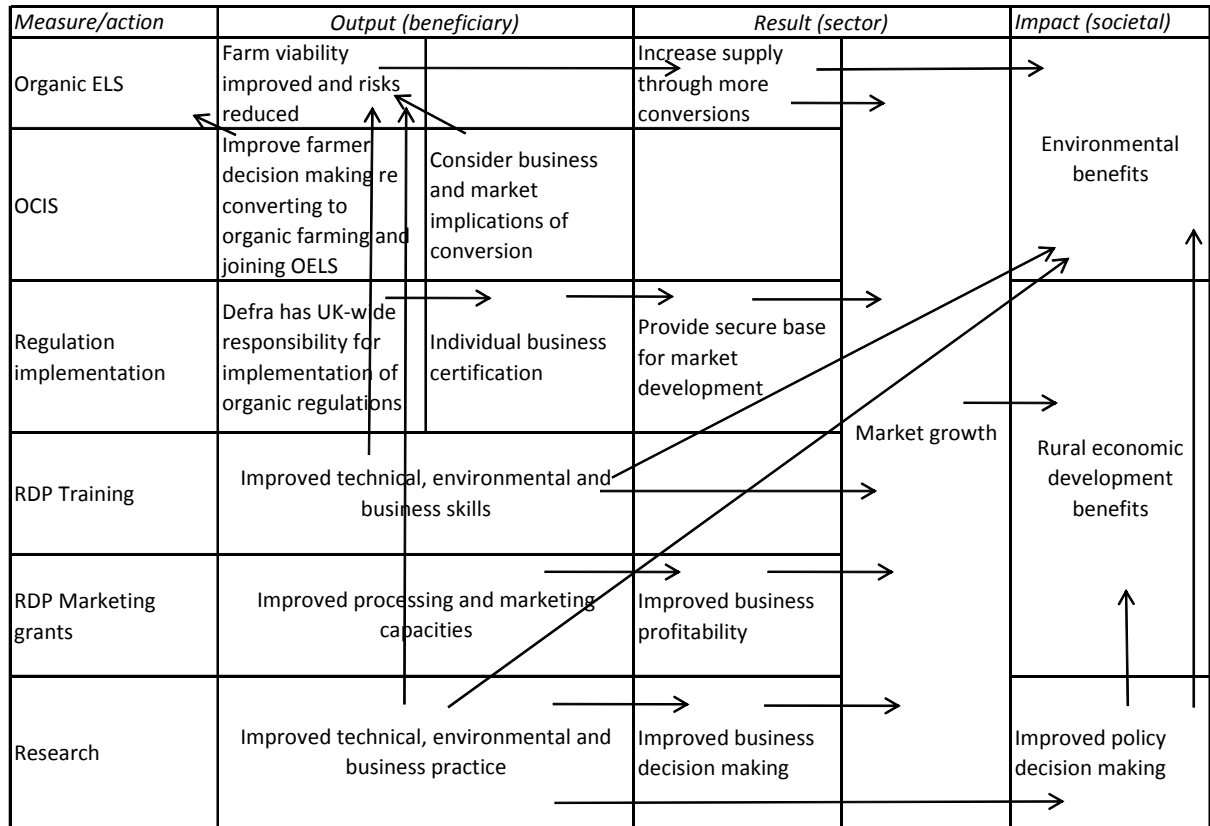 Measure/action
Output (beneficiary)
Result (sector)
Impact (societal)
Organic ELS
Farm viability
improved and risks
reduced
Increase supply
through more
conversions
Environmental
benefits
OCIS
Improve farmer
decision making re
converting to
organic farming and
joining OELS
Consider business
and market
implications of
conversion
Regulation
implementation
Defra has UK-wide
responsibility for
implementation of
organic regulations
Individual business
certification
Provide secure base
for market
development
Market growth
Rural economic
development
benefits
RDP Training
Improved technical, environmental and
business skills
RDP Marketing
grants
Improved processing and marketing
capacities
Improved business
profitability
Research
Improved technical, environmental and
business practice
Improved business
decision making
Improved policy
decision making